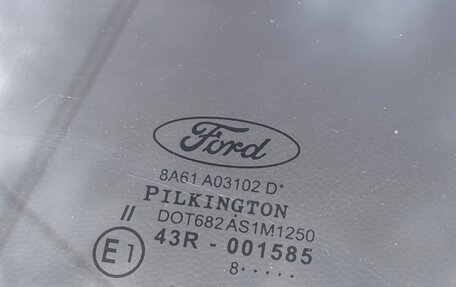 Ford
8A61 A03102 D*
PILKINGTON
// DOT682 AS1M1250
E1 43R - 001585
8•••••